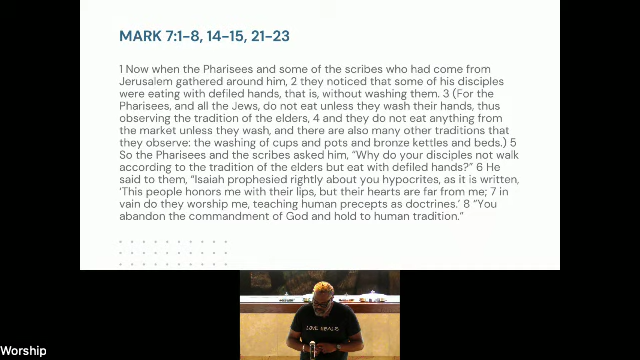 MARK 7:1-8, 14-15, 21-23
1 Now when the Pharisees and some of the scribes who had come from
Jerusalem gathered around him, 2 they noticed that some of his disciples
were eating with defiled hands, that is, without washing them. 3 (For the
Pharisees, and all the Jews, do not eat unless they wash their hands, thus
observing the tradition of the elders, 4 and they do not eat anything from
the market unless they wash, and there are also many other traditions that
they observe: the washing of cups and pots and bronze kettles and beds.) 5
So the Pharisees and the scribes asked him, “Why do your disciples not walk
according to the tradition of the elders but eat with defiled hands?” 6 He
said to them, “Isaiah prophesied rightly about you hypocrites, as it is written,
‘This people honors me with their lips, but their hearts are far from me; 7 in
vain do they worship me, teaching human precepts as doctrines.’ 8 “You
abandon the commandment of God and hold to human tradition.”
LOVE HEALS
Worship